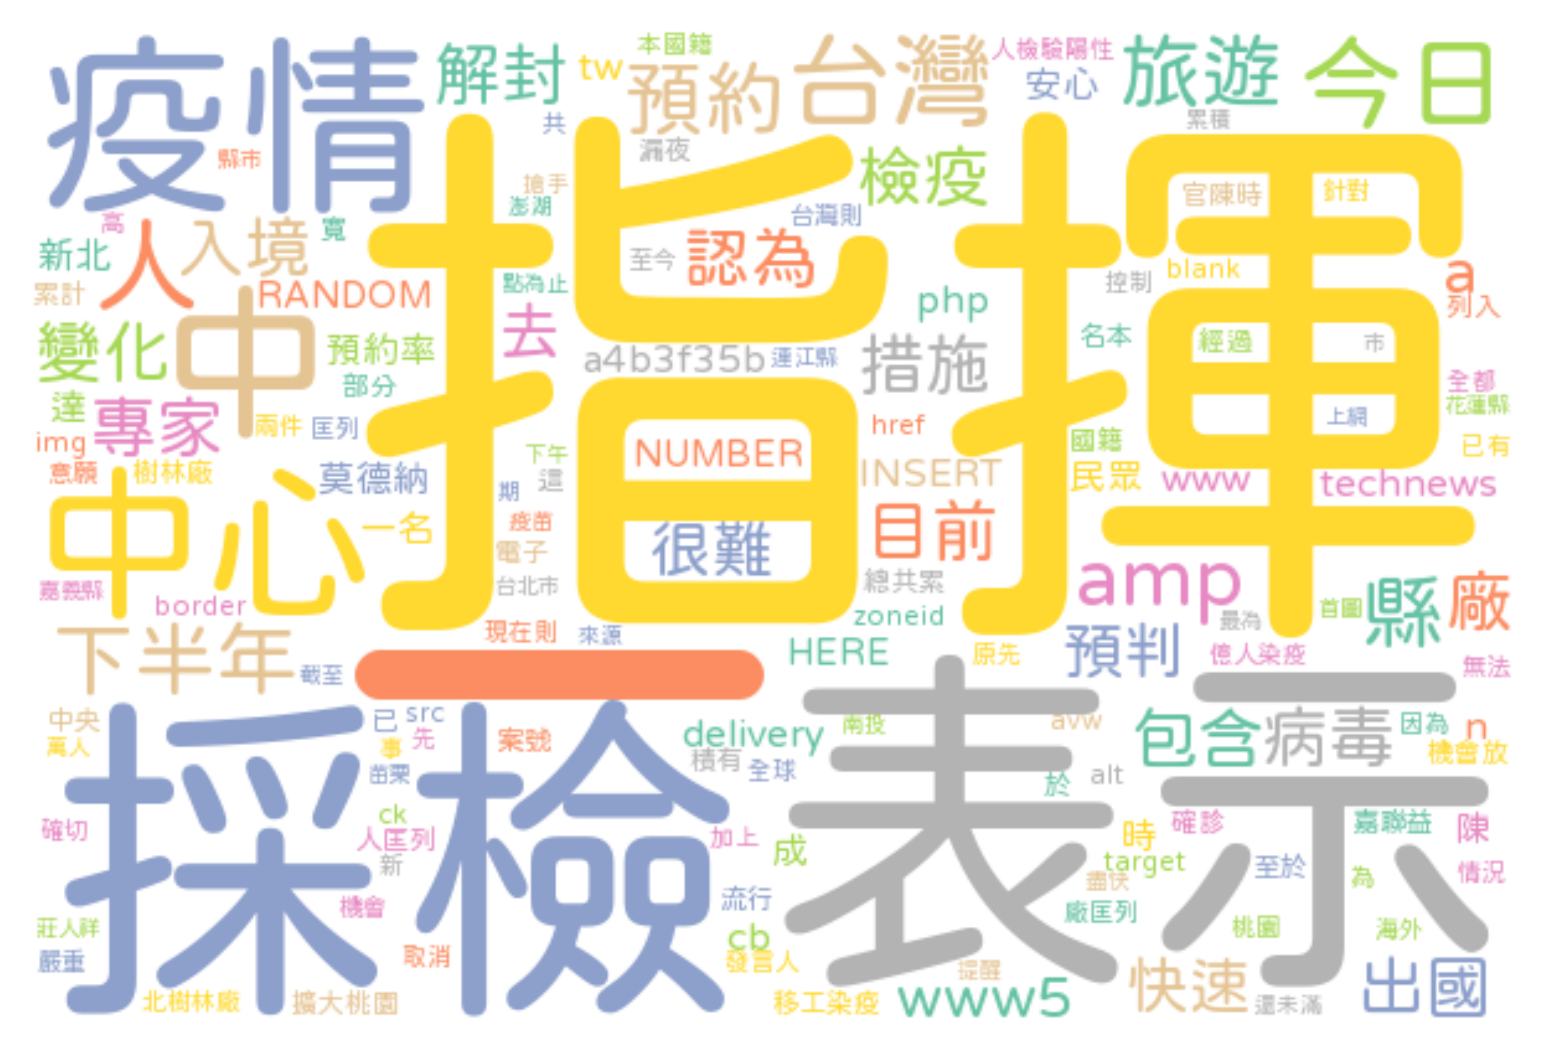 疫情
解封
tw
本國籍
預約
台灣
人檢驗陽性
安心
旅遊
今日
縣市
共
漏夜
累積
指揮
搶手
澎湖
檢疫
台灣則
官陳時
針對
高
人
入境
寬
新北
至今
認為
控制
blank
a
累計
RANDOM
點為止
php
列入
變化
中
預約率
去
a4b3f35b
連江縣
措施
名本
經過
市
部分
全都
達
專家
兩件
匡列
href
國籍
上網
花蓮縣
img
NUMBER
下午
已有
意願
樹林廠
莫德納
期
這
INSERT
民眾
www
technews
中心
一名
疫苗
很難
目前
電子
台北市
總共累
amp
嘉義縣
border
zoneid
最為
首圖
縣
廠
下半年
現在則
來源
HERE
原先
預判
億人染疫
無法
截至
一
表示
採檢
中央
萬人
已
src
事
先
案號
delivery
南投
avw
包含
病毒
因為
n
機會放
苗栗
積有
全球
於
alt
確切
ck
人匡列
加上
成
時
確診
嘉聯益
陳
新
target
盡快
至於
為
情況
機會
流行
廠匡列
莊人祥
嚴重
取消
cb
發言人
桃園
海外
提醒
北樹林廠
擴大桃園
移工染疫
www5
快速
還未滿
出國